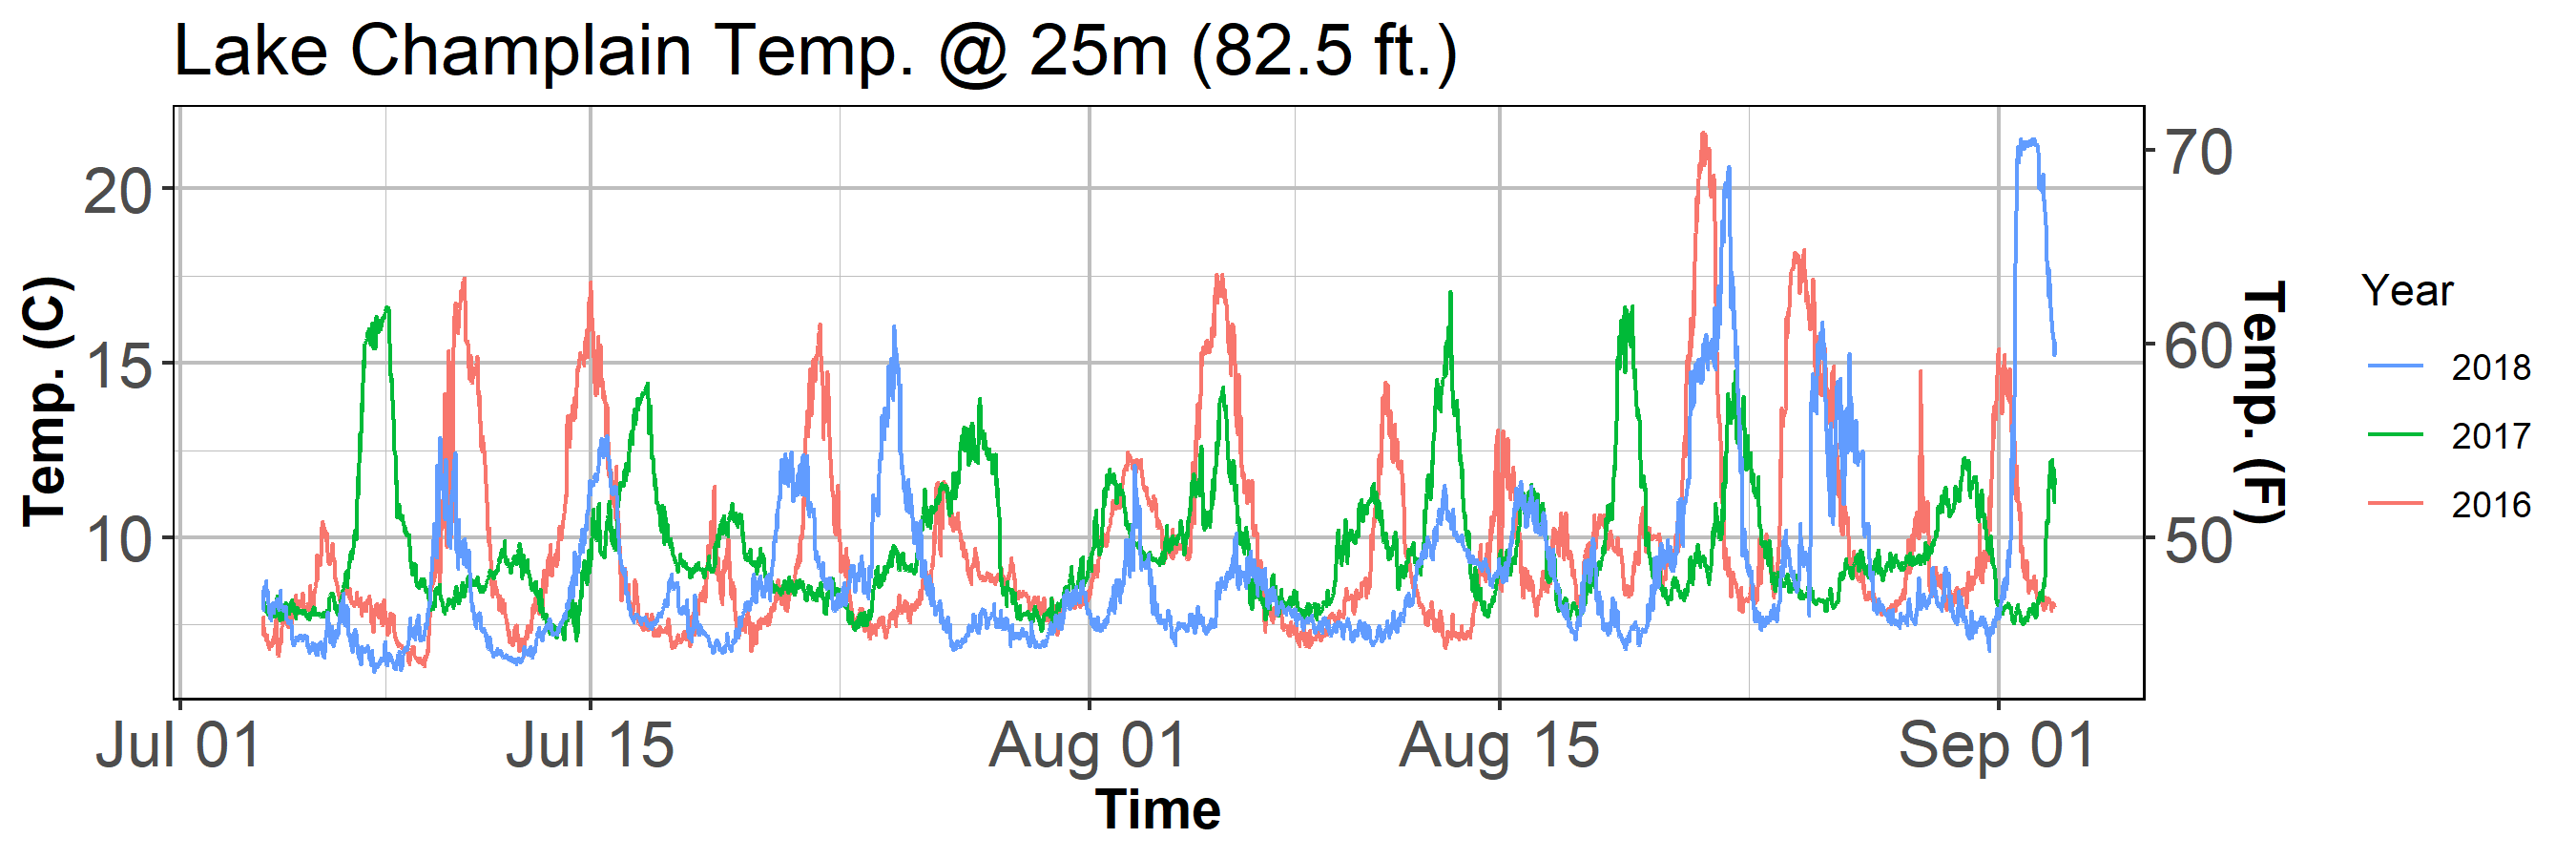 Lake Champlain Temp. @ 25m (82.5 ft.)
Temp. (C)
20
15
10
70
60
50
Temp. (F)
Jul 01
Jul 15
Aug 01
Aug 15
Sep 01
Time
Year
2018
2017
2016